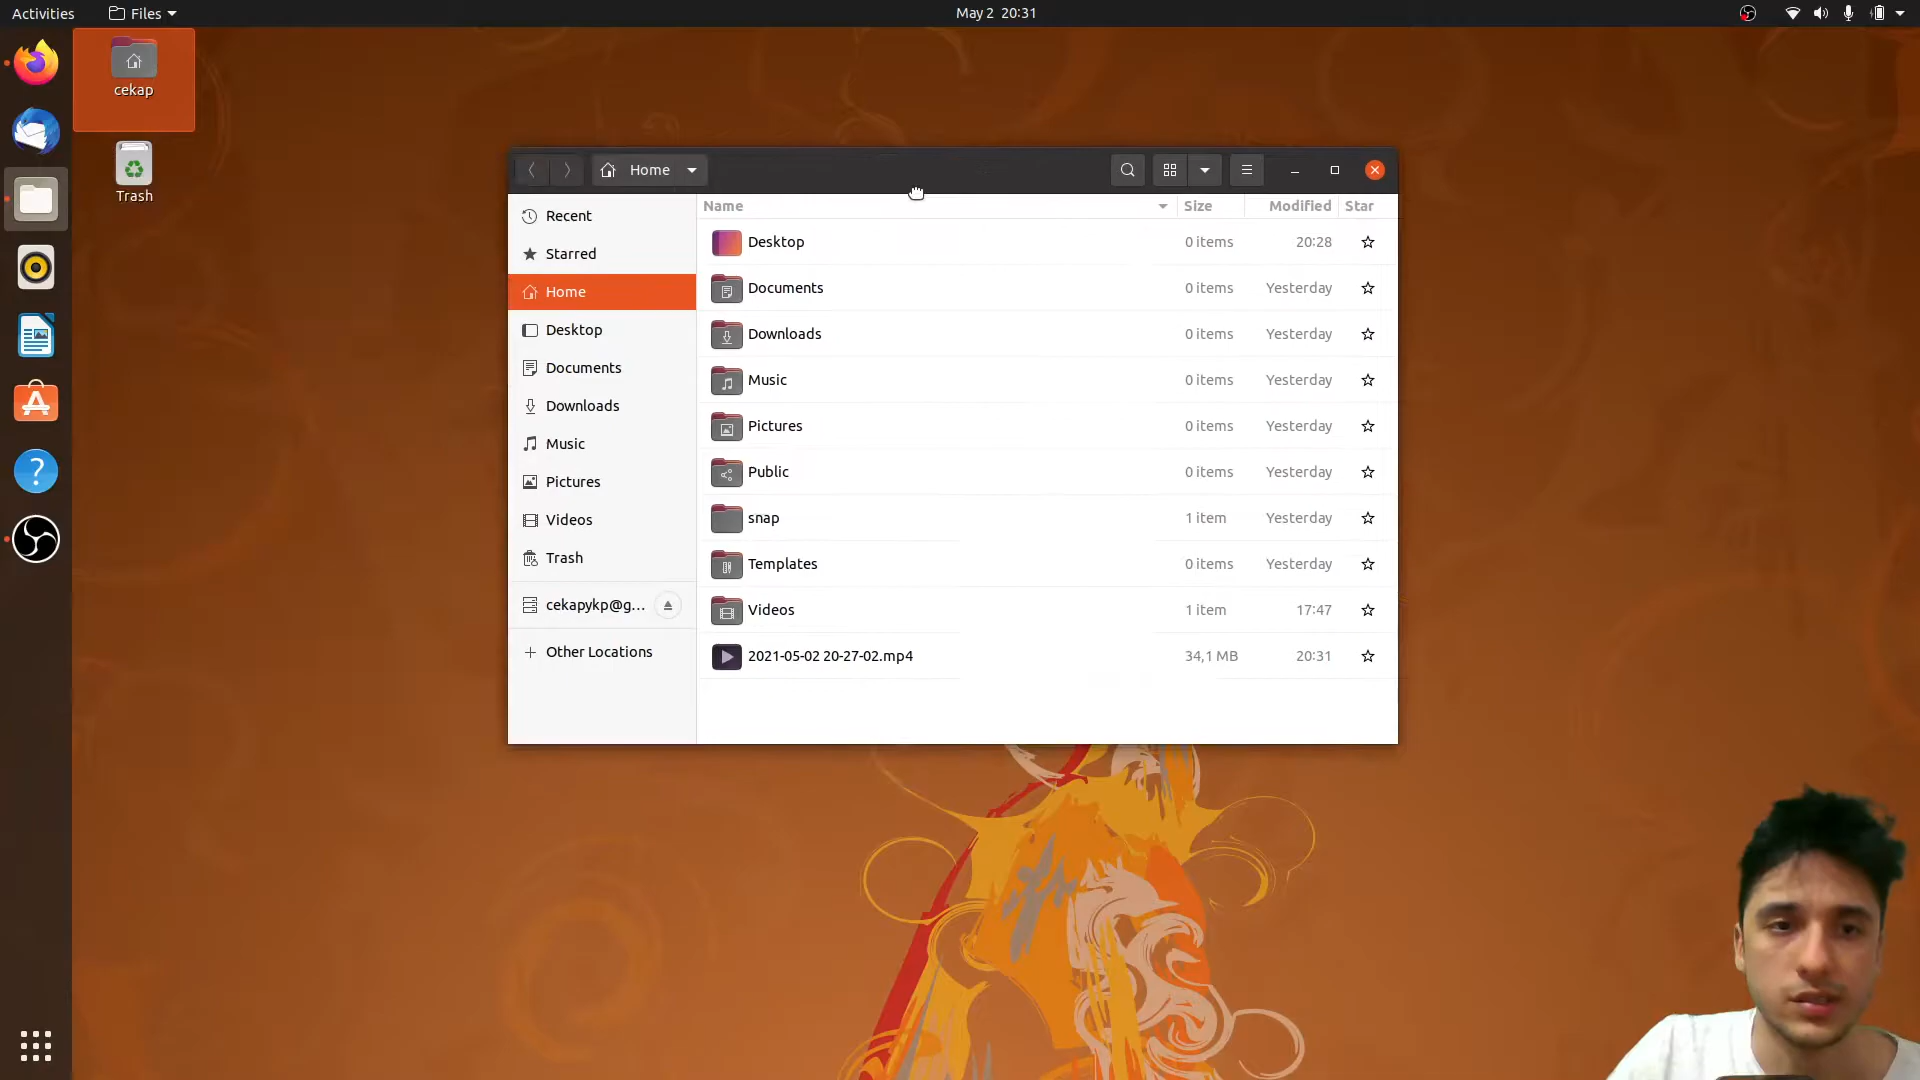 Activities
Files
May 2 20:31
cekap
Trash
Home
Recent
Starred
Home
Desktop
Documents
Downloads
Music
Pictures
Videos
Trash
cekapykp@g...
Other Locations
Name Size Modified Star
Desktop 0 items 20:28
Documents 0 items Yesterday
Downloads 0 items Yesterday
Music 0 items Yesterday
Pictures 0 items Yesterday
Public 0 items Yesterday
snap 1 item Yesterday
Templates 0 items Yesterday
Videos 1 item 17:47
2021-05-02 20-27-02.mp4 34,1 MB 20:31